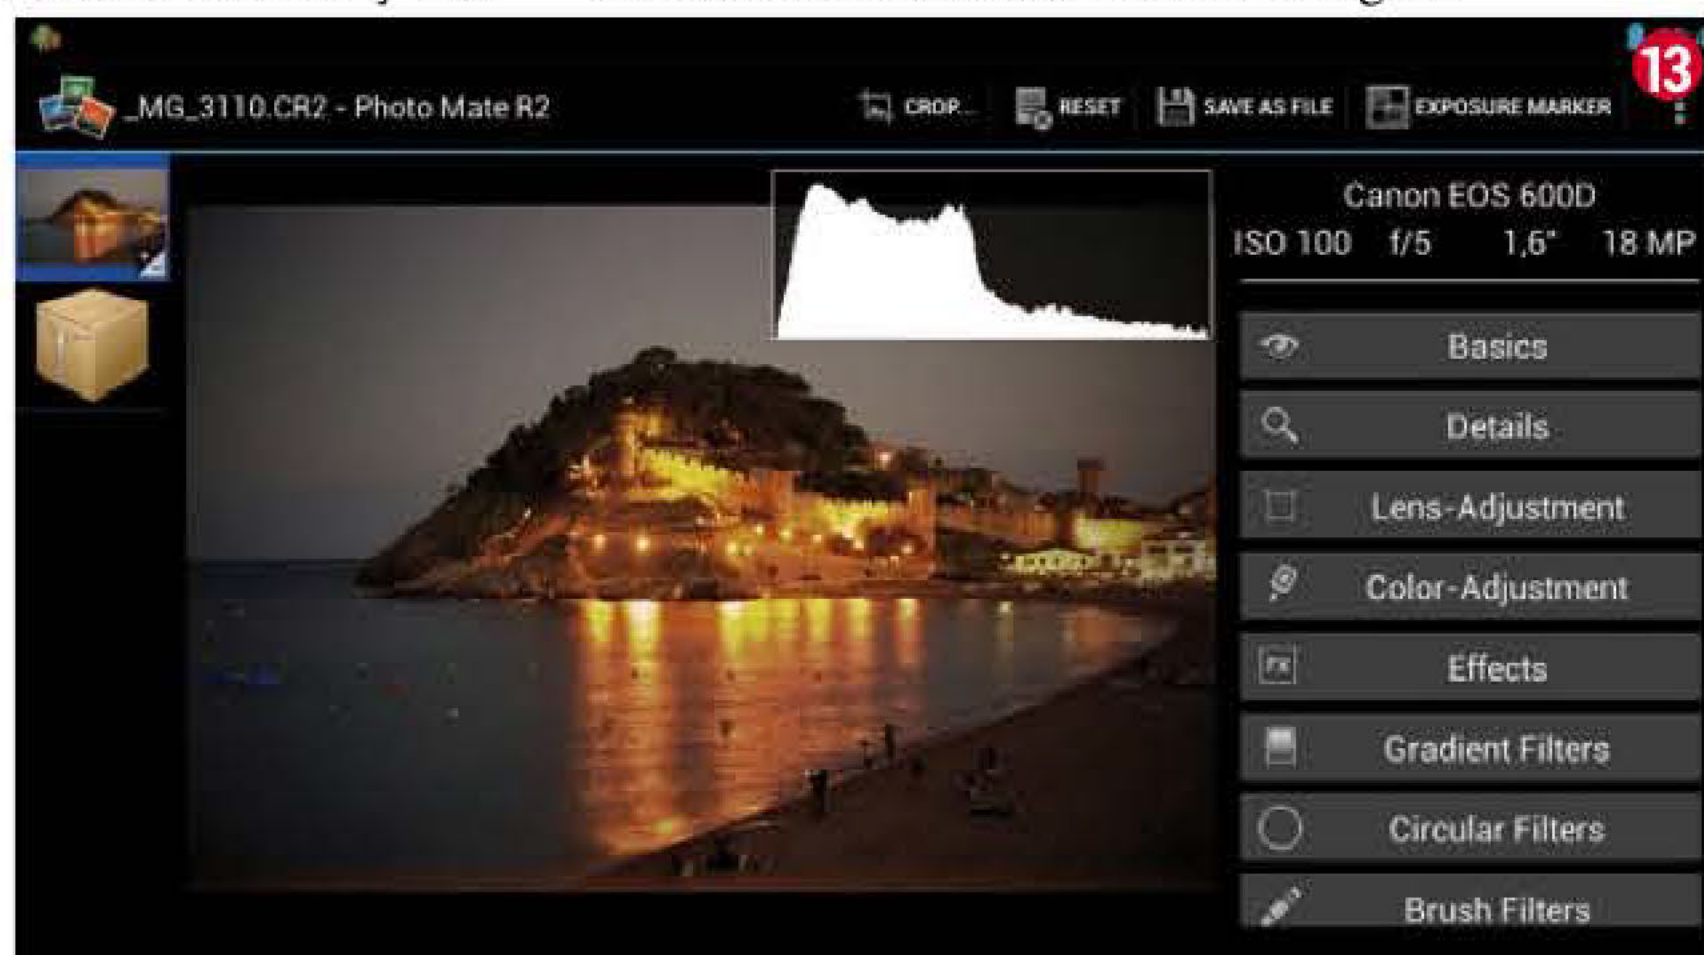 13
_MG_3110.CR2 - Photo Mate R2
CROP...
RESET
SAVE AS FILE
EXPOSURE MARKER
Canon EOS 600D
ISO 100 f/5 1,6" 18 MP
Basics
Details
Lens-Adjustment
Color-Adjustment
FX Effects
Gradient Filters
Circular Filters
Brush Filters